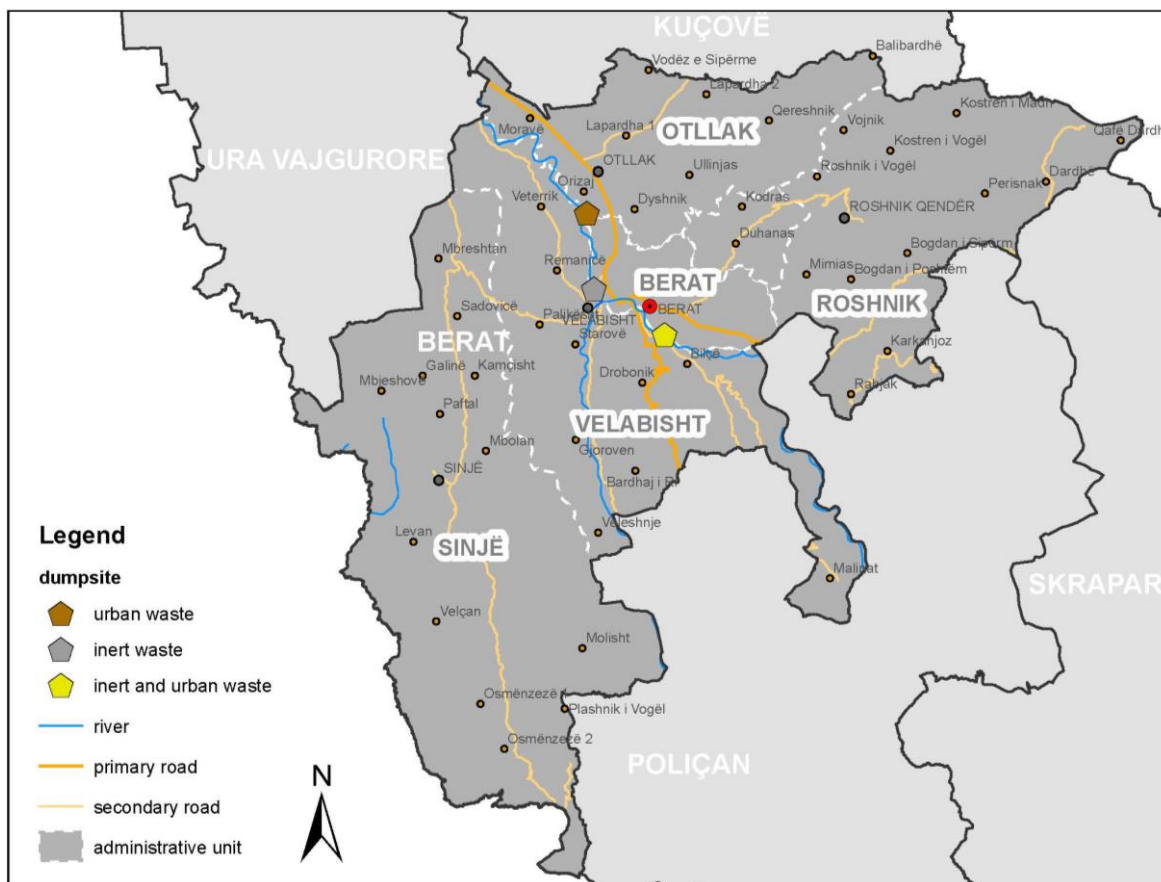 KUÇOVË
Balibardhë
Vodëz e Sipërme
Lapardha 2
Kostren i Madh
Qereshnik
Moravë
Lapardha 1
OTLLAK
Vojnik
Qafë Dardh
Kostren i Vogël
URA VAJGURORE
OTLLAK
Ullinjas
Roshnik i Vogël
Dardhë
Orizaj
Perisnak
Veterrik
Dyshnik
Kodras
ROSHNIK QENDËR
Duhanas
Mbreshtan
Bogdan i Sipërm
Remanicë
Mimias
Bogdan i Poshtëm
BERAT
ROSHNIK
BERAT
Sadovicë
Palikësht
VELABISHT
BERAT
Starovë
Karkanjoz
Bilçë
Galinë
Kamçisht
Mbjeshovë
Drobonik
Rabjak
Paftal
VELABISHT
Mbolan
Gjoroven
SINJË
Bardhaj i Ri
Veleshnje
Levan
SINJË
Malinat
SKRAPAR
Velçan
Molisht
Osmënzezë 1
Plashnik i Vogël
Osmënzezë 2
POLIÇAN
N
Legend
dumpsite
urban waste
inert waste
inert and urban waste
river
primary road
secondary road
administrative unit